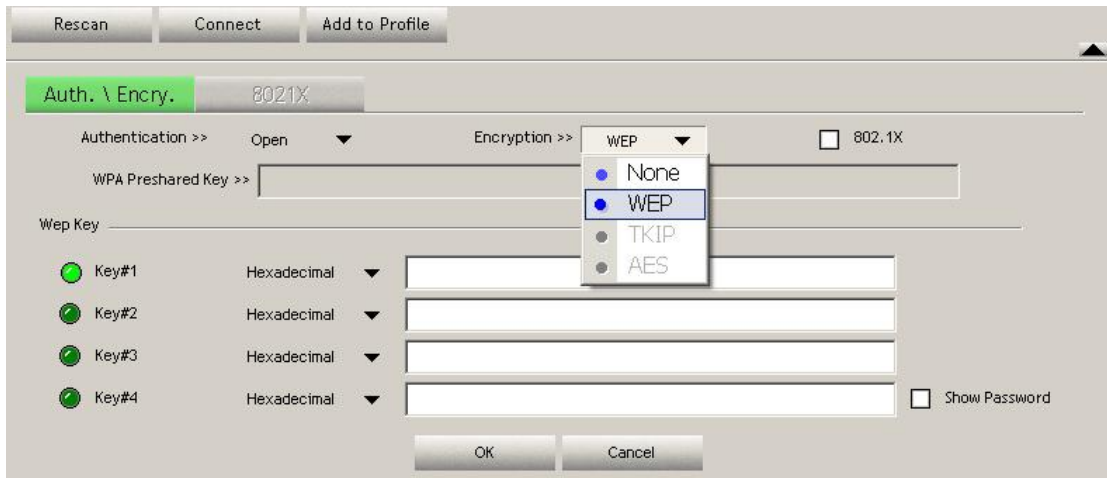 Rescan Connect Add to Profile
Auth. \ Encry. 8021X
Authentication >> Open Encryption >> WEP 802.1X
WPA Preshared Key >>
None
WEP
TKIP
AES
Wep Key
Key#1 Hexadecimal
Key#2 Hexadecimal
Key#3 Hexadecimal
Key#4 Hexadecimal Show Password
OK Cancel